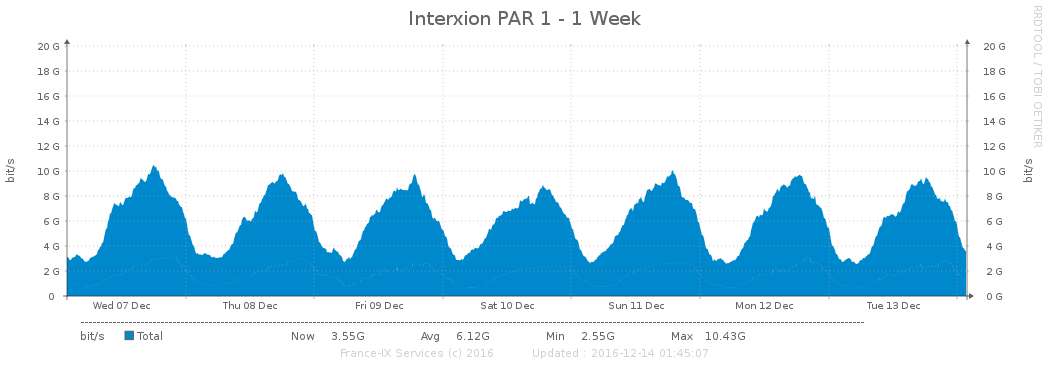 Interxion PAR 1 - 1 Week
RRDTOOL / TOBI OETIKER
20 G 20 G
18 G 18 G
16 G 16 G
14 G 14 G
12 G 12 G
10 G 10 G
8 G 8 G
6 G 6 G
4 G 4 G
2 G 2 G
0 0 G
bit/s
bit/s
Wed 07 Dec Thu 08 Dec Fri 09 Dec Sat 10 Dec Sun 11 Dec Mon 12 Dec Tue 13 Dec
bit/s Total Now 3.55G Avg 6.12G Min 2.55G Max 10.43G
France-IX Services (c) 2016 Updated : 2016-12-14 01:45:07